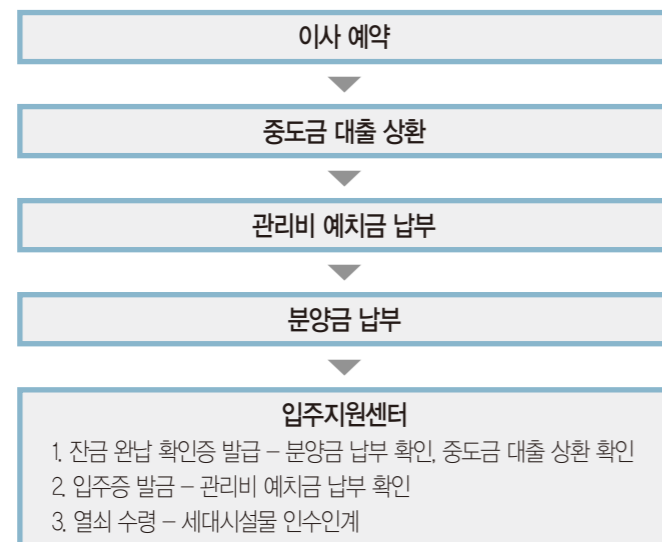 이사 예약
중도금 대출 상환
관리비 예치금 납부
분양금 납부
입주지원센터
1. 잔금 완납 확인증 발급 – 분양금 납부 확인, 중도금 대출 상환 확인
2. 입주증 발금 – 관리비 예치금 납부 확인
3. 열쇠 수령 – 세대시설물 인수인계